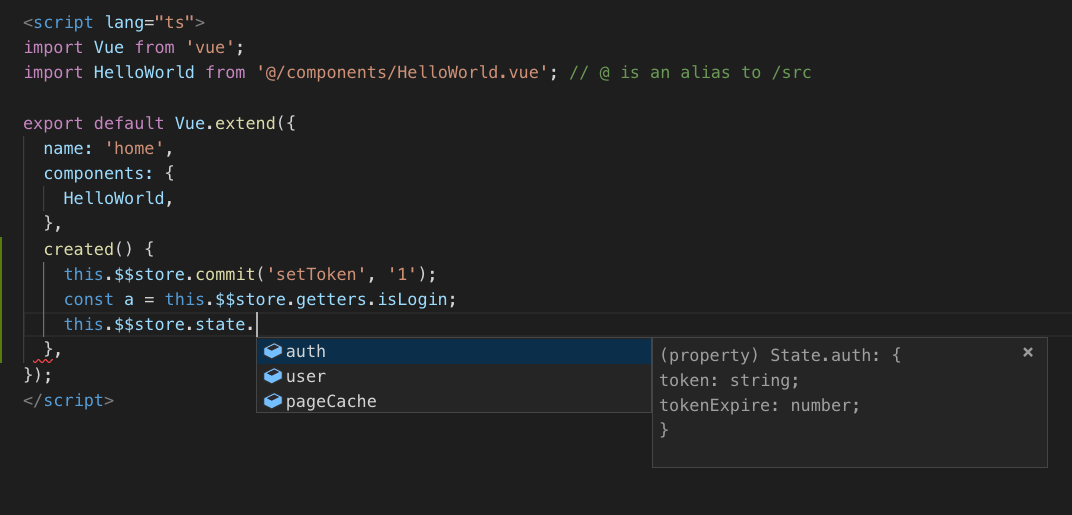 <script lang="ts">
import Vue from 'vue';
import HelloWorld from '@/components/HelloWorld.vue'; // @ is an alias to /src
export default Vue.extend({
name: 'home',
components: {
HelloWorld,
},
created() {
this.$$store.commit('setToken', '1');
const a = this.$$store.getters.isLogin;
this.$$store.state.
},
});
</script>
auth
user
pageCache
(property) State.auth: {
token: string;
tokenExpire: number;
}